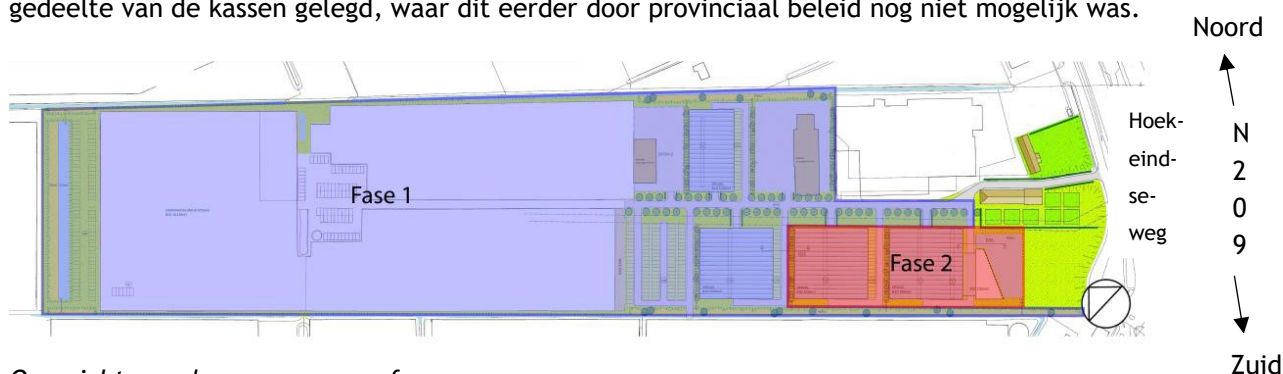 gedeelte van de kassen gelegd, waar dit eerder door provinciaal beleid nog niet mogelijk was.
Noord
Hoek-
eind-
se-
weg
N
2
0
9
Fase 1
Fase 2
Zuid